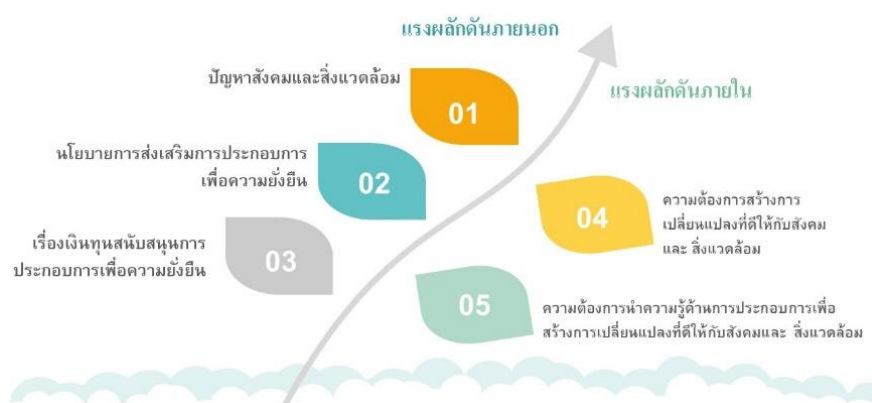 แรงผลักดันภายนอก
ปัญหาสังคมและสิ่งแวดล้อม
01
นโยบายการส่งเสริมการประกอบการ
เพื่อความยั่งยืน
02
เรื่องเงินทุนสนับสนุนการ
ประกอบการเพื่อความยั่งยืน
03
แรงผลักดันภายใน
04
ความต้องการสร้างการ
เปลี่ยนแปลงที่ดีให้กับสังคม
และ สิ่งแวดล้อม
05
ความต้องการนำความรู้ด้านการประกอบการเพื่อ
สร้างการเปลี่ยนแปลงที่ดีให้กับสังคมและ สิ่งแวดล้อม